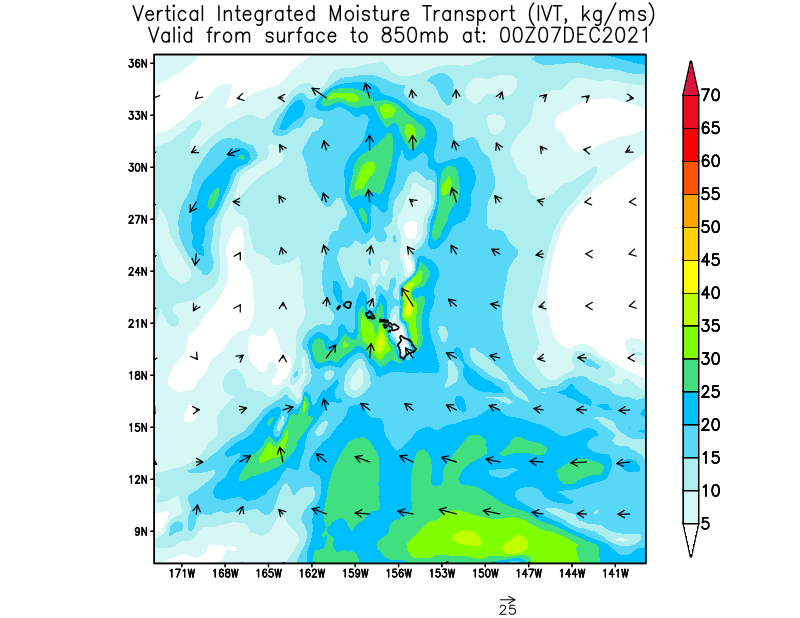 Vertical Integrated Moisture Transport (IVT, kg/ms)
Valid from surface to 850mb at: 00Z07DEC2021
36N
33N
30N
27N
24N
21N
18N
15N
12N
9N
171W 168W 165W 162W 159W 156W 153W 150W 147W 144W 141W
70
65
60
55
50
45
40
35
30
25
20
15
10
5
25